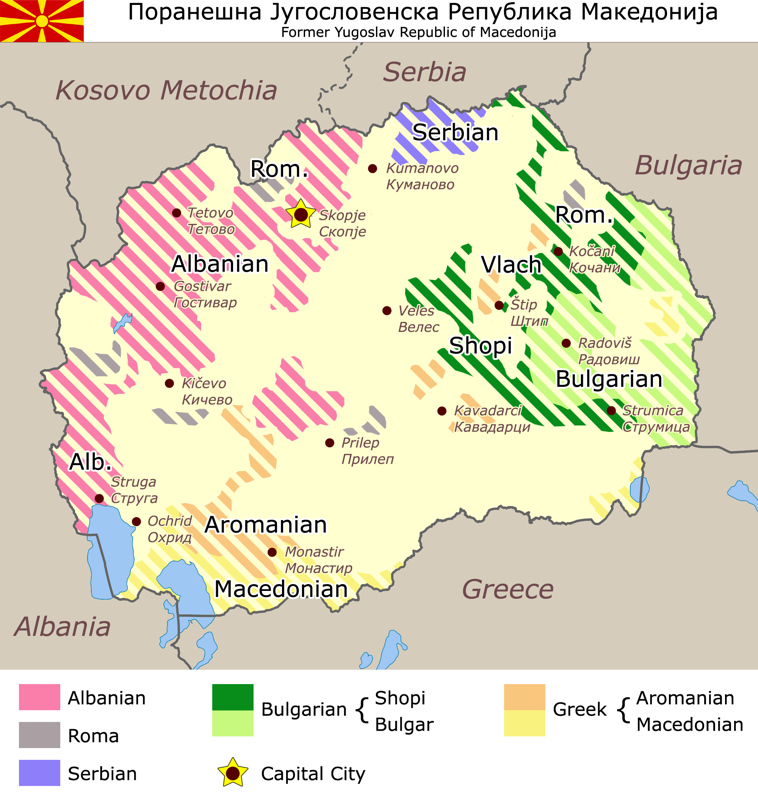 Поранешна Југословенска Република Македонија
Former Yugoslav Republic of Macedonija
Kosovo Metochia
Serbia
Bulgaria
Serbian
Rom.
Kumanovo
Куманово
Tetovo
Тетово
Skopje
Скопје
Rom.
Albanian
Vlach
Kočani
Кочани
Gostivar
Гостивар
Veles
Велес
Štip
Штип
Shopi
Radoviš
Радовиш
Bulgarian
Kičevo
Кичево
Kavadarci
Кавадарци
Strumica
Струмица
Prilep
Прилеп
Alb.
Struga
Струга
Ochrid
Охрид
Aromanian
Monastir
Монастир
Macedonian
Greece
Albania
Albanian
Roma
Serbian
Bulgarian
Shopi
Bulgar
Capital City
Greek
Aromanian
Macedonian